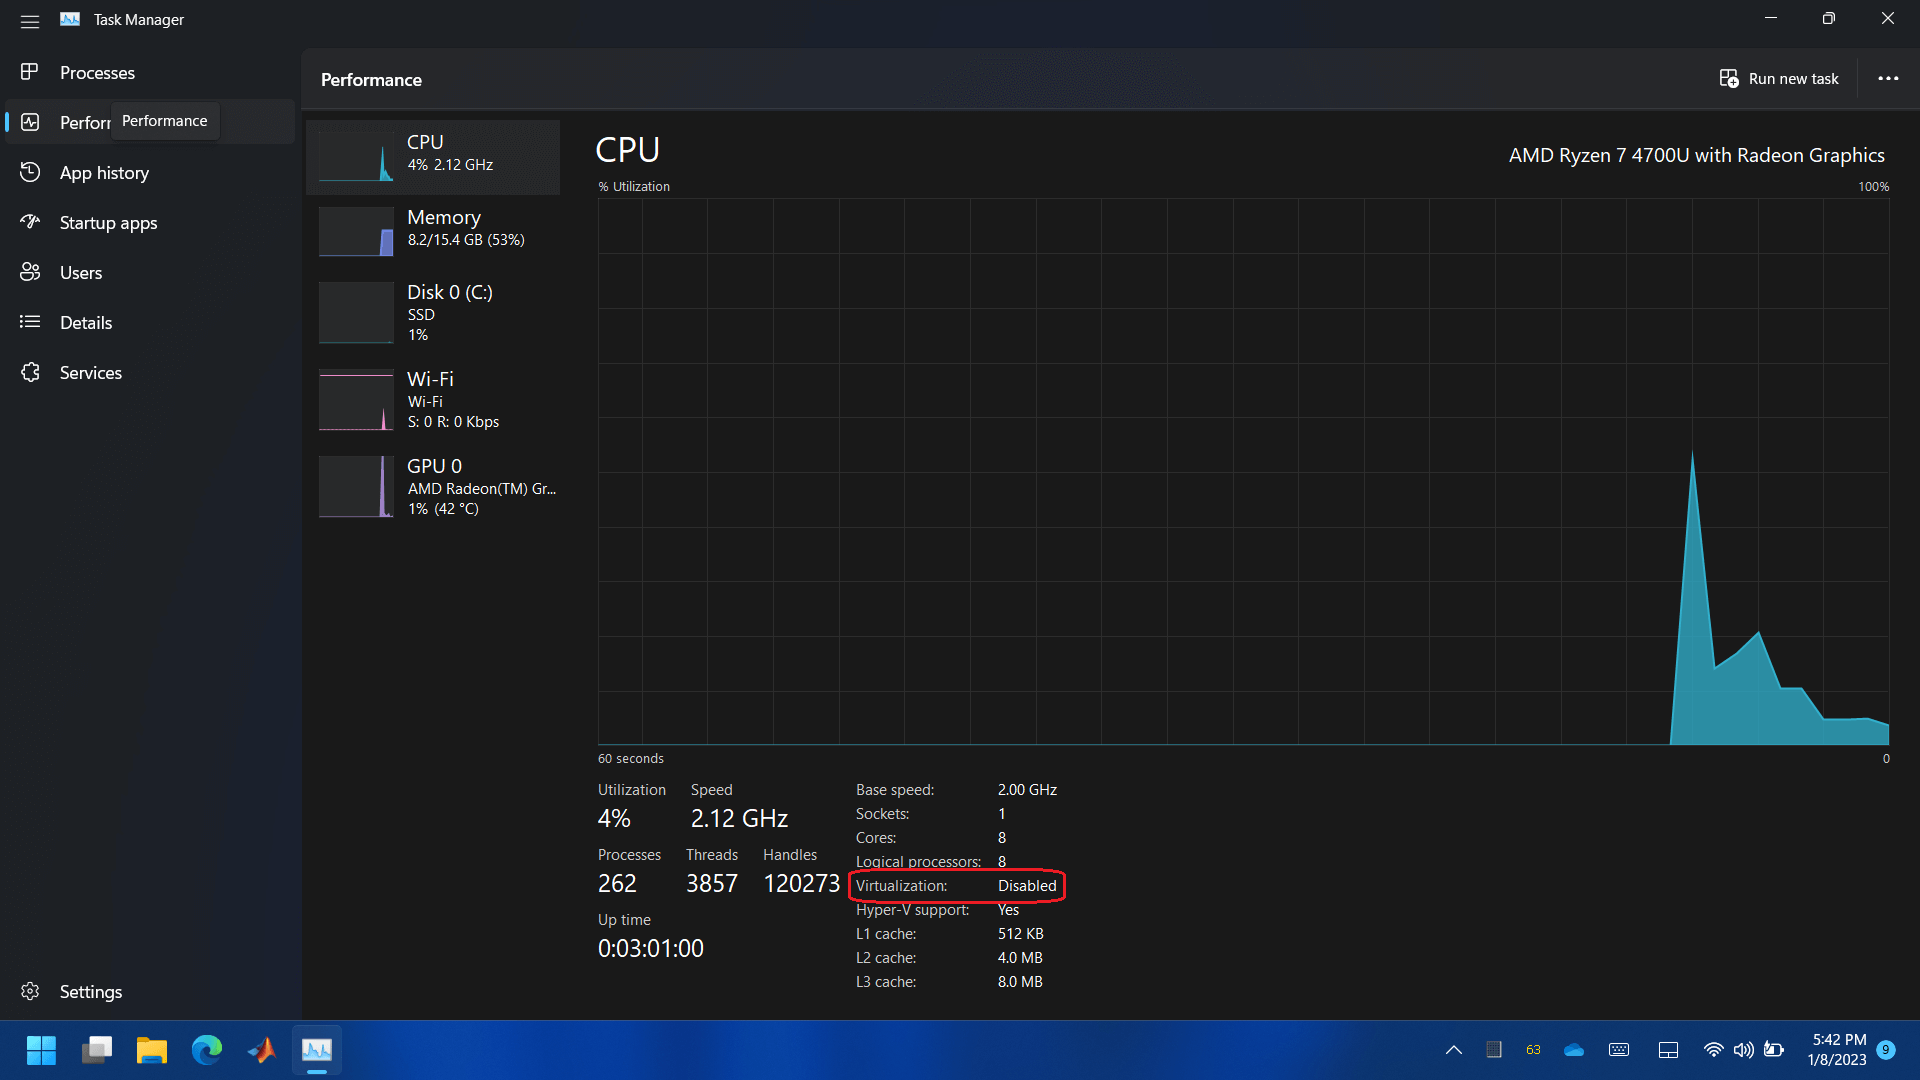 Task Manager
Processes
Perforr
Performance
App history
Startup apps
Users
Details
Services
Settings
Performance
Run new task
CPU
4% 2.12 GHz
Memory
8.2/15.4 GB (53%)
Disk 0 (C:)
SSD
1%
Wi-Fi
Wi-Fi
S: 0 R: 0 Kbps
GPU 0
AMD Radeon(TM) Gr...
1% (42 °C)
CPU
AMD Ryzen 7 4700U with Radeon Graphics
% Utilization
100%
60 seconds
0
Utilization Speed
4% 2.12 GHz
Processes Threads Handles
262 3857 120273
Up time
0:03:01:00
Base speed: 2.00 GHz
Sockets: 1
Cores: 8
Logical processors: 8
Virtualization: Disabled
Hyper-V support: Yes
L1 cache: 512 KB
L2 cache: 4.0 MB
L3 cache: 8.0 MB
63
5:42 PM
1/8/2023
9